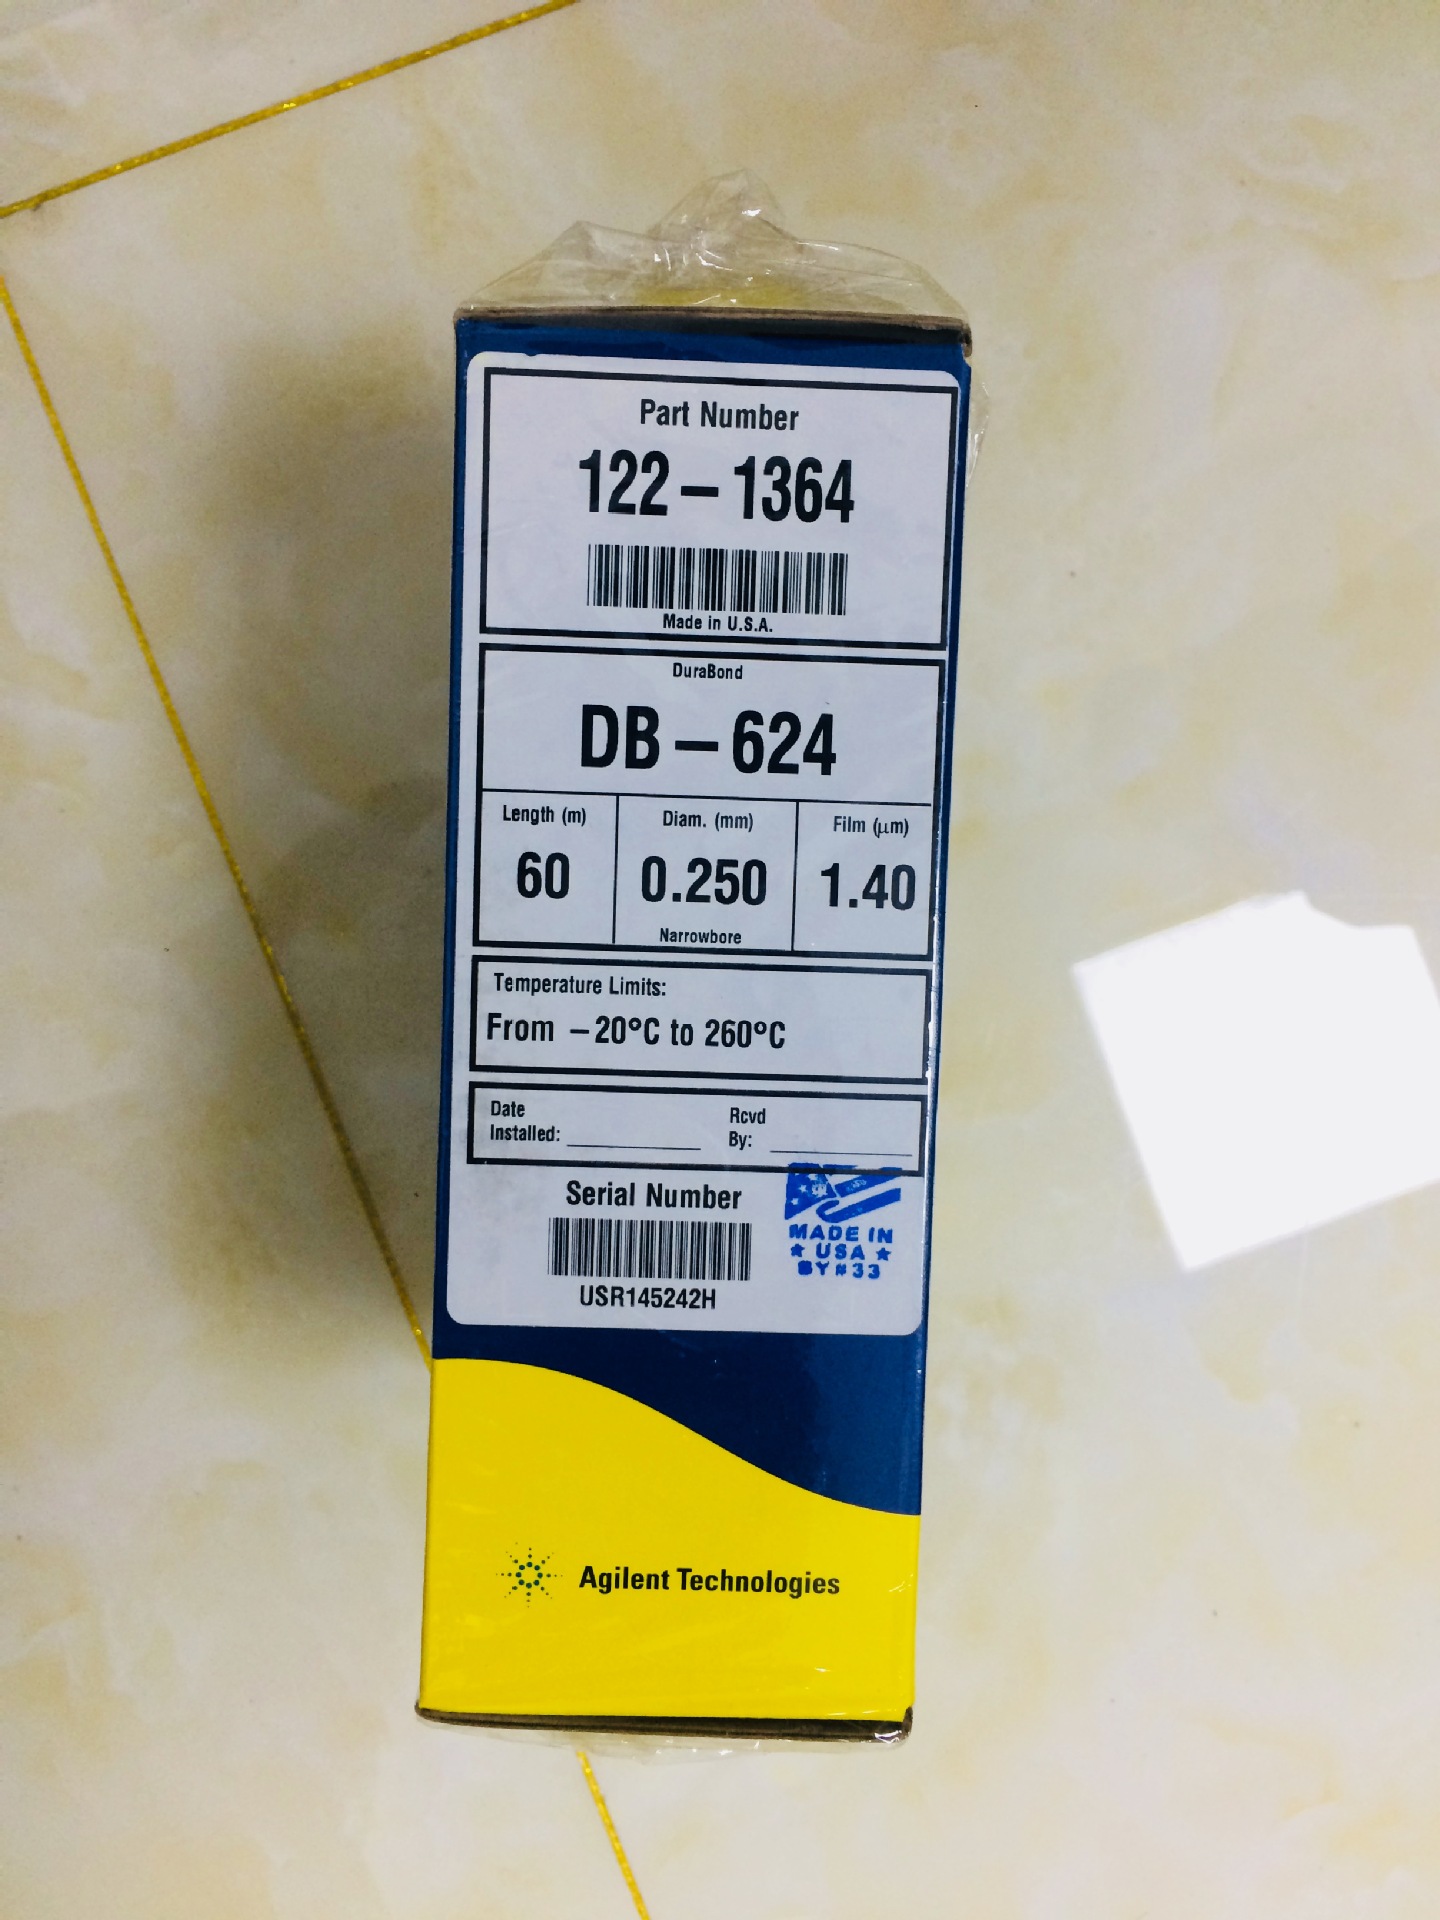 Part Number
122-1364
Made in U.S.A.
DuraBond
DB-624
Length (m) Diam. (mm) Film (μm)
60 0.250 1.40
Narrowbore
Temperature Limits:
From -20°C to 260°C
Date Installed: Rcvd By:
Serial Number
USR145242H
MADE IN
★ USA ★
BY #33
Agilent Technologies